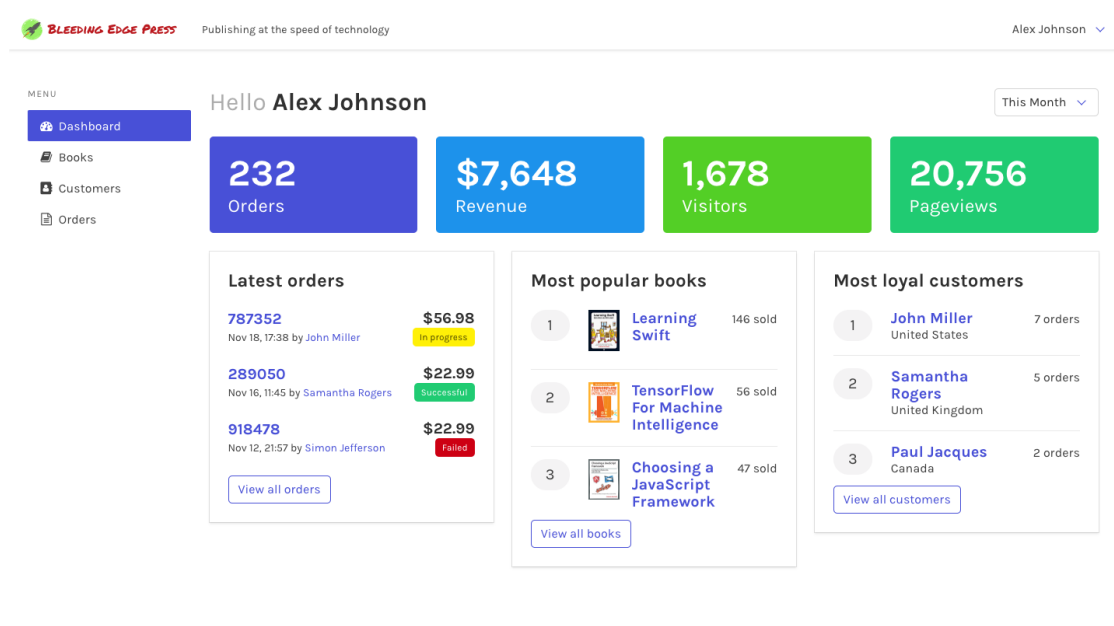 Bleeding Edge Press
Publishing at the speed of technology
Alex Johnson
MENU
Dashboard
Books
Customers
Orders
Hello Alex Johnson
This Month
232
Orders
$7,648
Revenue
1,678
Visitors
20,756
Pageviews
Latest orders
787352
$56.98
Nov 18, 17:38 by John Miller
In progress
289050
$22.99
Nov 16, 11:45 by Samantha Rogers
Successful
918478
$22.99
Nov 12, 21:57 by Simon Jefferson
Failed
View all orders
Most popular books
1
Learning
Swift
146 sold
2
TensorFlow
For Machine
Intelligence
56 sold
3
Choosing a
JavaScript
Framework
47 sold
View all books
Most loyal customers
1
John Miller
United States
7 orders
2
Samantha
Rogers
United Kingdom
5 orders
3
Paul Jacques
Canada
2 orders
View all customers